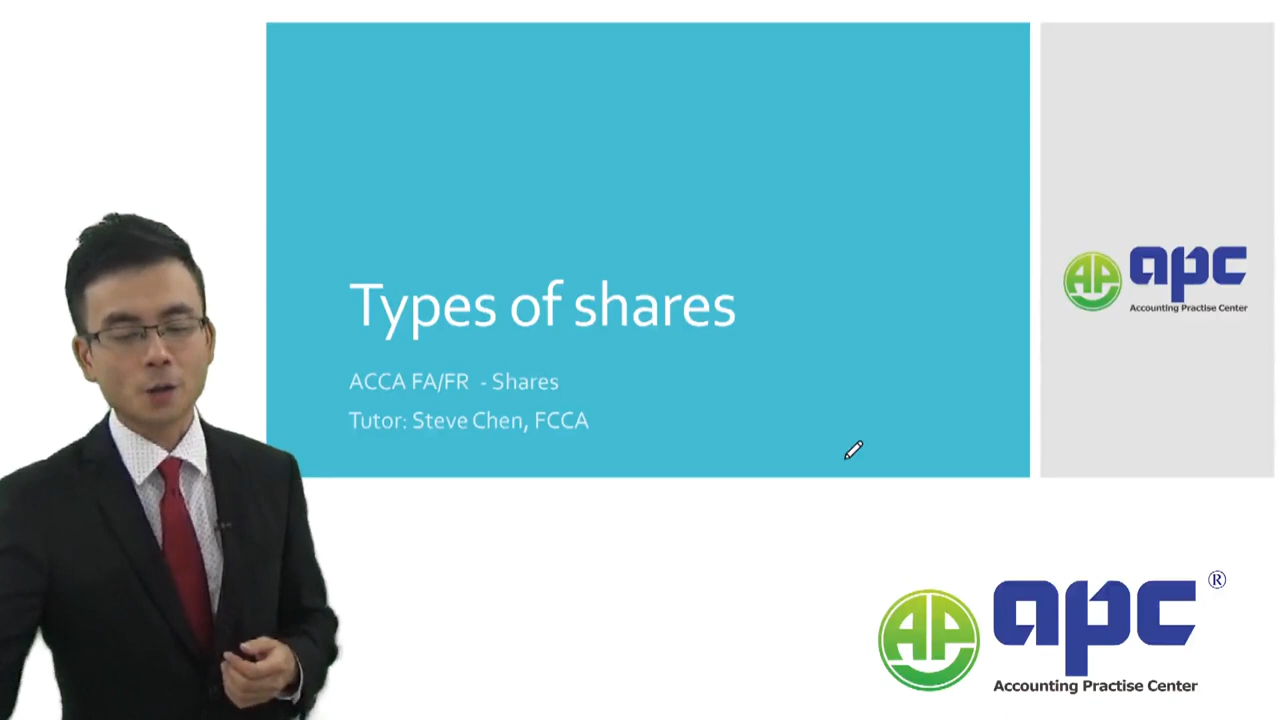 Types of shares
ACCA FA/FR - Shares
Tutor: Steve Chen, FCCA
AP apc
Accounting Practise Center
AP apc ®
Accounting Practise Center